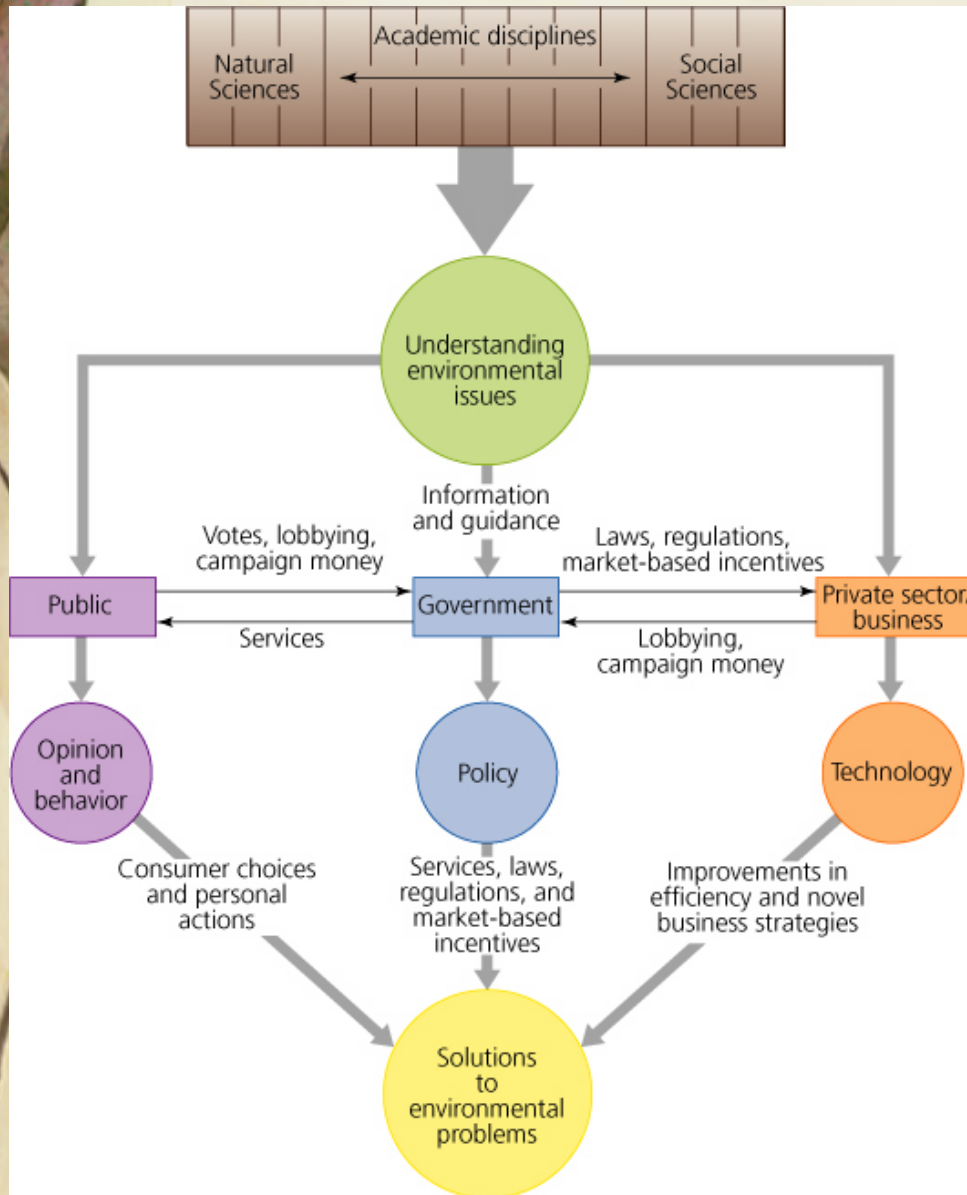 Academic disciplines
Natural
Sciences
Social
Sciences
Understanding
environmental
issues
Information
and guidance
Votes, lobbying,
campaign money
Laws, regulations,
market-based incentives
Public
Government
Private sector/
business
Services
Lobbying,
campaign money
Opinion
and
behavior
Policy
Technology
Consumer choices
and personal
actions
Services, laws,
regulations, and
market-based
incentives
Improvements in
efficiency and novel
business strategies
Solutions
to
environmental
problems